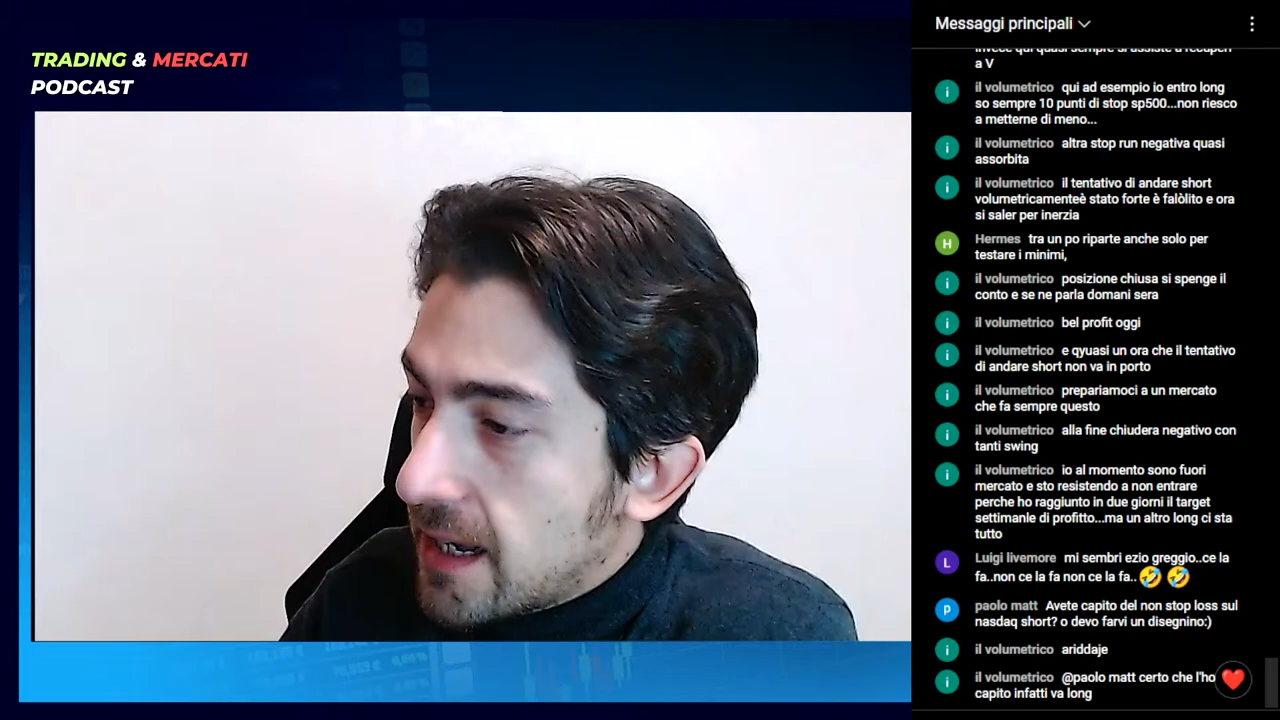 TRADING & MERCATI
PODCAST
Messaggi principali
invece qui quasi sempre si assiste a recuperi
a V
i
il volumetrico qui ad esempio io entro long
so sempre 10 punti di stop sp500...non riesco
a metterne di meno...
i
il volumetrico altra stop run negativa quasi
assorbita
i
il volumetrico il tentativo di andare short
volumetricamenteè stato forte è falòlito e ora
si saler per inerzia
H
Hermes tra un po riparte anche solo per
testare i minimi,
i
il volumetrico posizione chiusa si spenge il
conto e se ne parla domani sera
i
il volumetrico bel profit oggi
i
il volumetrico e qyuasi un ora che il tentativo
di andare short non va in porto
i
il volumetrico prepariamoci a un mercato
che fa sempre questo
i
il volumetrico alla fine chiudera negativo con
tanti swing
i
il volumetrico io al momento sono fuori
mercato e sto resistendo a non entrare
perche ho raggiunto in due giorni il target
settimanle di profitto...ma un altro long ci sta
tutto
L
Luigi livemore mi sembri ezio greggio..ce la
fa..non ce la fa non ce la fa.. 🤣 🤣
p
paolo matt Avete capito del non stop loss sul
nasdaq short? o devo farvi un disegnino:)
i
il volumetrico ariddaje
i
il volumetrico @paolo matt certo che l'ho
capito infatti va long